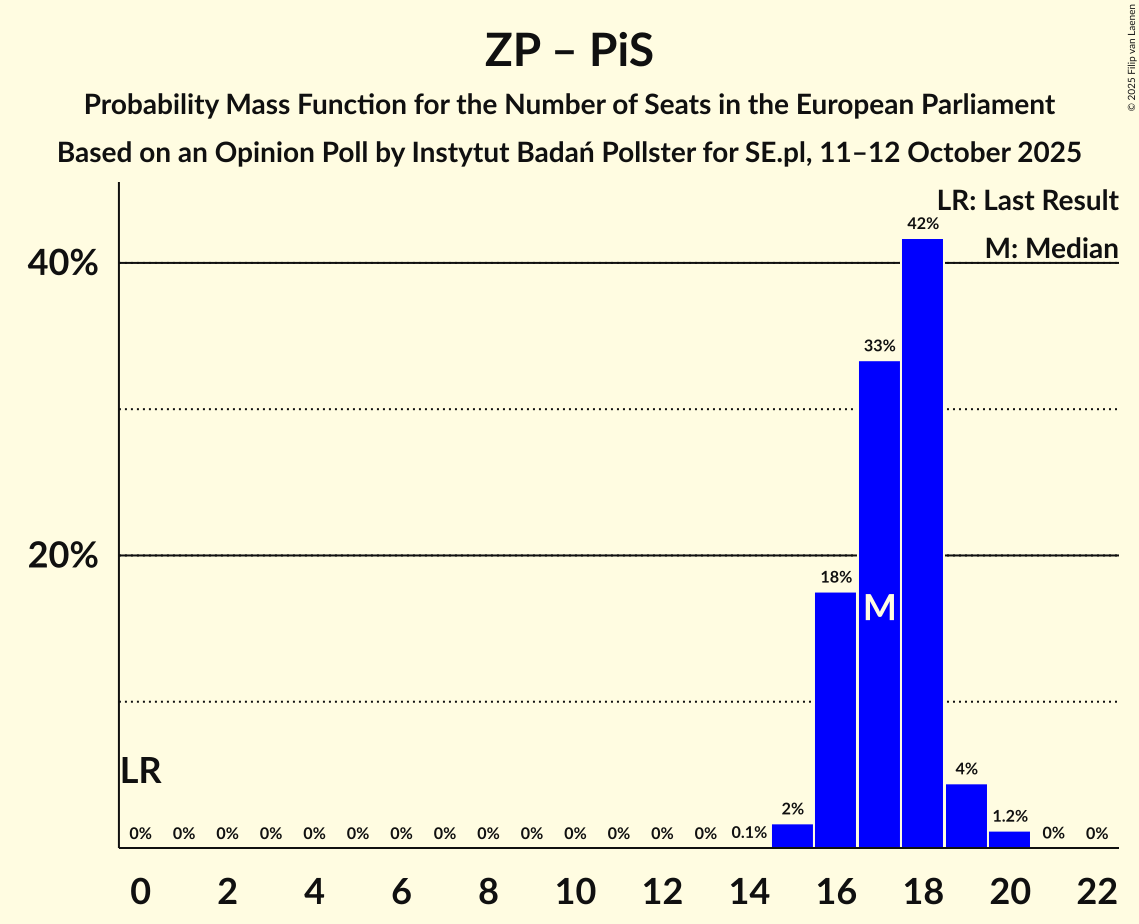 ZP – PiS
Probability Mass Function for the Number of Seats in the European Parliament
Based on an Opinion Poll by Instytut Badań Pollster for SE.pl, 11–12 October 2025
© 2025 Filip van Laenen
LR: Last Result
M: Median
40%
20%
42%
33%
18%
M
LR
0% 0% 0% 0% 0% 0% 0% 0% 0% 0% 0% 0% 0% 0% 0.1% 2% 4% 1.2% 0% 0%
0 2 4 6 8 10 12 14 16 18 20 22